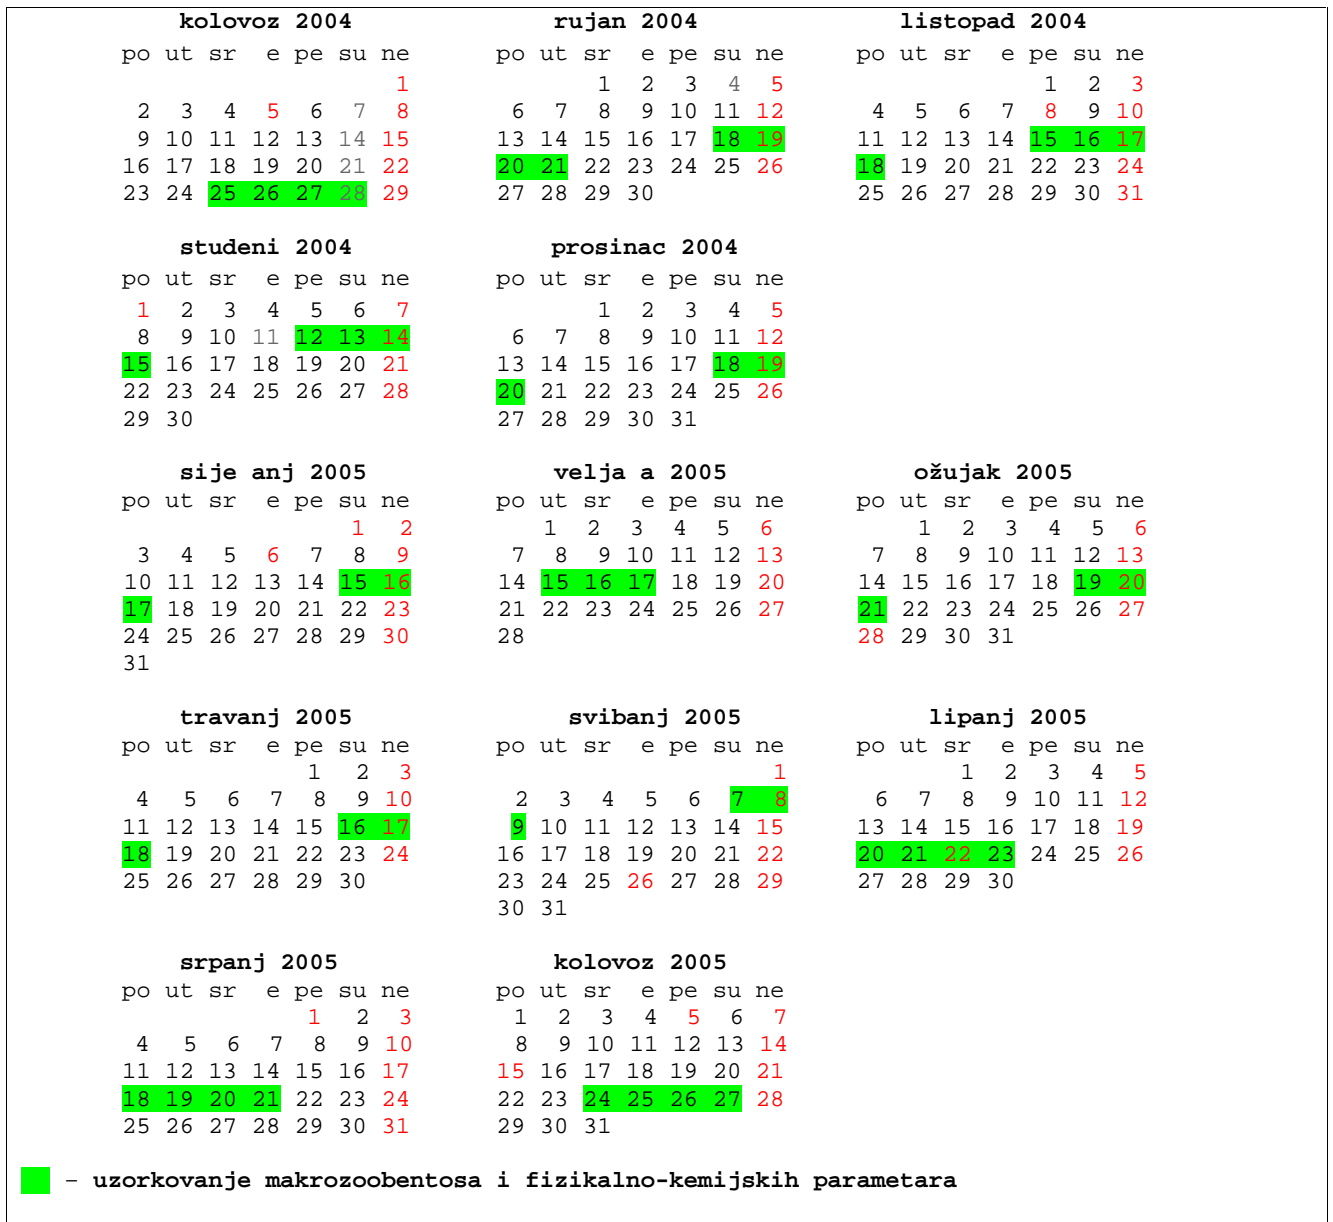 kolovoz 2004 rujan 2004 listopad 2004
po ut sr e pe su ne po ut sr e pe su ne po ut sr e pe su ne
1 1 2 3 4 5 1 2 3
2 3 4 5 6 7 8 6 7 8 9 10 11 12 4 5 6 7 8 9 10
9 10 11 12 13 14 15 13 14 15 16 17 18 19 11 12 13 14 15 16 17
16 17 18 19 20 21 22 20 21 22 23 24 25 26 18 19 20 21 22 23 24
23 24 25 26 27 28 29 27 28 29 30 25 26 27 28 29 30 31
studeni 2004 prosinac 2004
po ut sr e pe su ne po ut sr e pe su ne
1 2 3 4 5 6 7 1 2 3 4 5
8 9 10 11 12 13 14 6 7 8 9 10 11 12
15 16 17 18 19 20 21 13 14 15 16 17 18 19
22 23 24 25 26 27 28 20 21 22 23 24 25 26
29 30 27 28 29 30 31
sije anj 2005 velja a 2005 ožujak 2005
po ut sr e pe su ne po ut sr e pe su ne po ut sr e pe su ne
1 2 1 2 3 4 5 6 1 2 3 4 5 6
3 4 5 6 7 8 9 7 8 9 10 11 12 13 7 8 9 10 11 12 13
10 11 12 13 14 15 16 14 15 16 17 18 19 20 14 15 16 17 18 19 20
17 18 19 20 21 22 23 21 22 23 24 25 26 27 21 22 23 24 25 26 27
24 25 26 27 28 29 30 28 28 29 30 31
31
travanj 2005 svibanj 2005 lipanj 2005
po ut sr e pe su ne po ut sr e pe su ne po ut sr e pe su ne
1 2 3 1 1 2 3 4 5
4 5 6 7 8 9 10 2 3 4 5 6 7 8 6 7 8 9 10 11 12
11 12 13 14 15 16 17 9 10 11 12 13 14 15 13 14 15 16 17 18 19
18 19 20 21 22 23 24 16 17 18 19 20 21 22 20 21 22 23 24 25 26
25 26 27 28 29 30 23 24 25 26 27 28 29 27 28 29 30
30 31
srpanj 2005 kolovoz 2005
po ut sr e pe su ne po ut sr e pe su ne
1 2 3 1 2 3 4 5 6 7
4 5 6 7 8 9 10 8 9 10 11 12 13 14
11 12 13 14 15 16 17 15 16 17 18 19 20 21
18 19 20 21 22 23 24 22 23 24 25 26 27 28
25 26 27 28 29 30 31 29 30 31
– uzorkovanje makrozoobentosa i fizikalno-kemijskih parametara